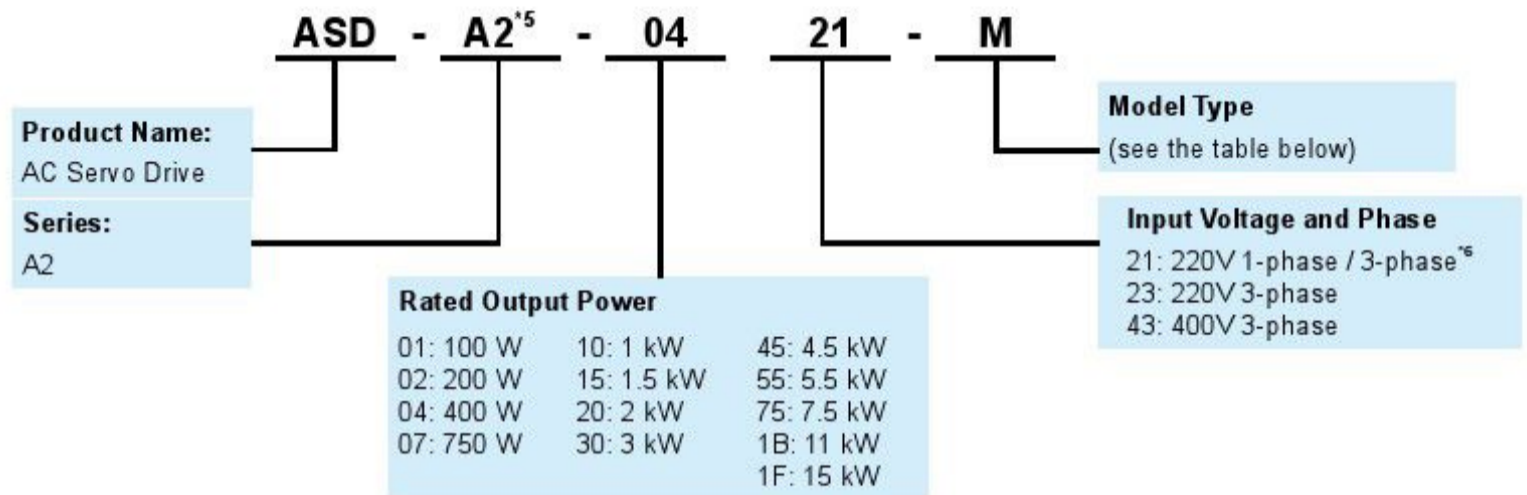 ASD - A2*5 - 04 21 - M
Product Name:
AC Servo Drive
Series:
A2
Rated Output Power
01: 100 W 10: 1 kW 45: 4.5 kW
02: 200 W 15: 1.5 kW 55: 5.5 kW
04: 400 W 20: 2 kW 75: 7.5 kW
07: 750 W 30: 3 kW 1B: 11 kW
1F: 15 kW
Model Type
(see the table below)
Input Voltage and Phase
21: 220V 1-phase / 3-phase*6
23: 220V 3-phase
43: 400V 3-phase